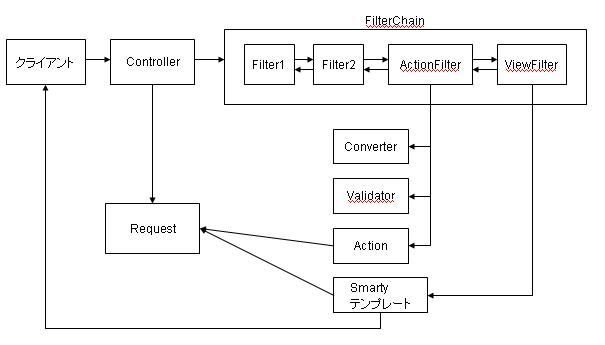 FilterChain
クライアント
Controller
Filter1
Filter2
ActionFilter
ViewFilter
Converter
Validator
Request
Action
Smarty
テンプレート